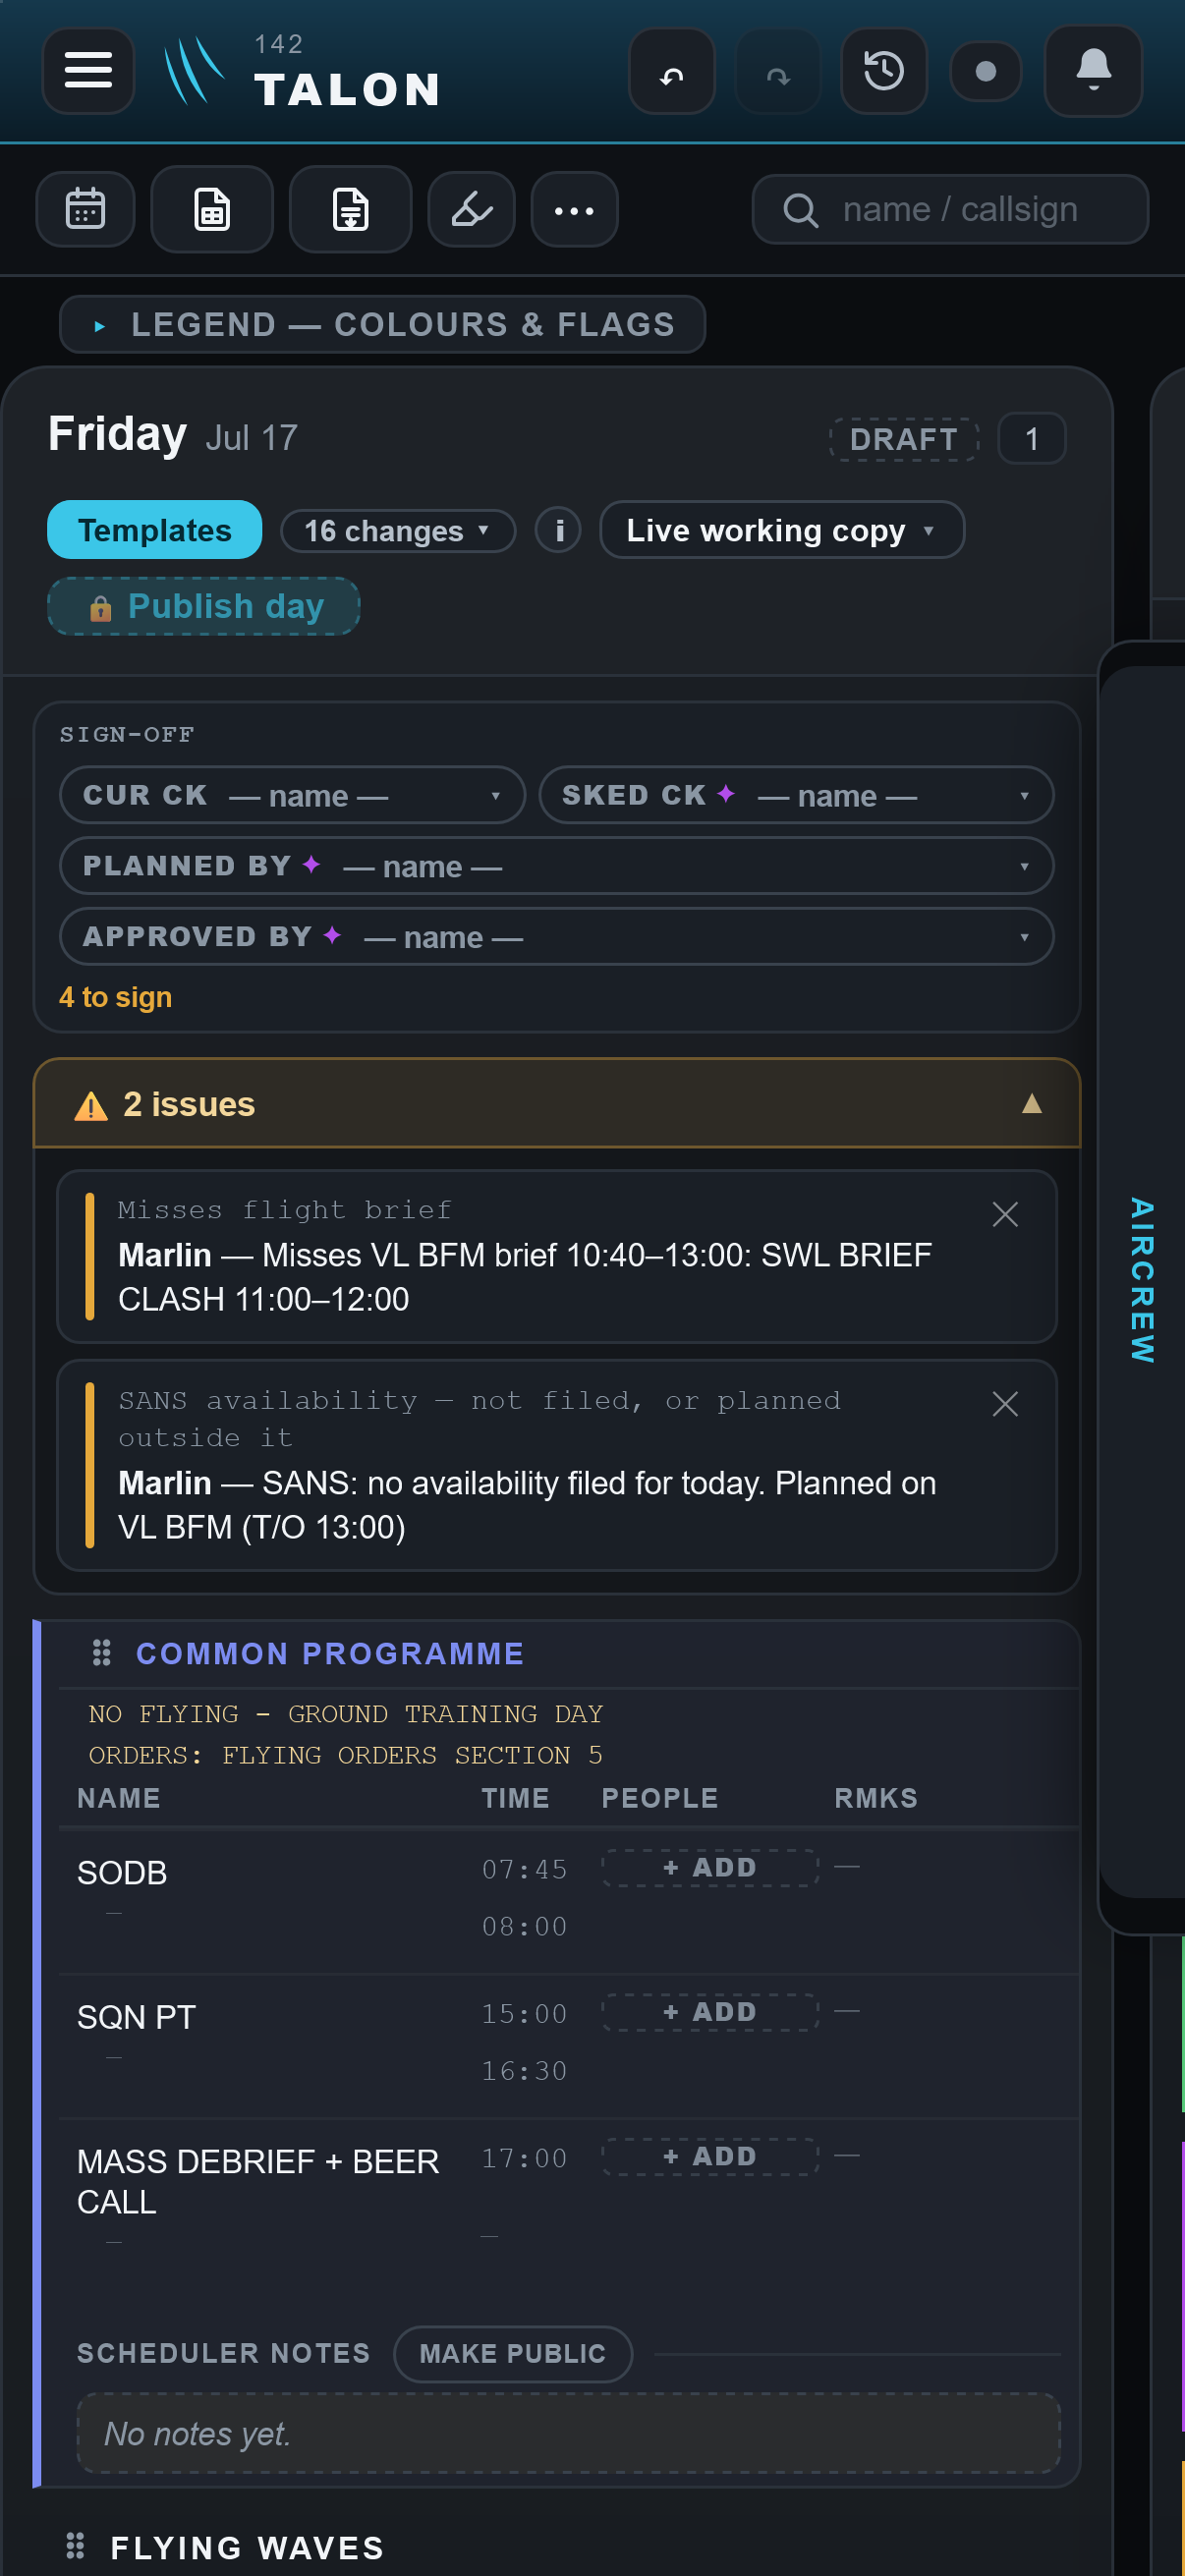 142
TALON
name / callsign
LEGEND — COLOURS & FLAGS
Friday Jul 17 DRAFT 1
Templates 16 changes i Live working copy
Publish day
SIGN-OFF
CUR CK — name — SKED CK — name —
PLANNED BY — name —
APPROVED BY — name —
4 to sign
2 issues
Misses flight brief
Marlin — Misses VL BFM brief 10:40–13:00: SWL BRIEF
CLASH 11:00–12:00
SANS availability — not filed, or planned
outside it
Marlin — SANS: no availability filed for today. Planned on
VL BFM (T/O 13:00)
AIRCREW
COMMON PROGRAMME
NO FLYING - GROUND TRAINING DAY
ORDERS: FLYING ORDERS SECTION 5
NAME TIME PEOPLE RMKS
SODB 07:45 + ADD —
— 08:00
SQN PT 15:00 + ADD —
— 16:30
MASS DEBRIEF + BEER 17:00 + ADD —
CALL
— —
SCHEDULER NOTES MAKE PUBLIC
No notes yet.
FLYING WAVES